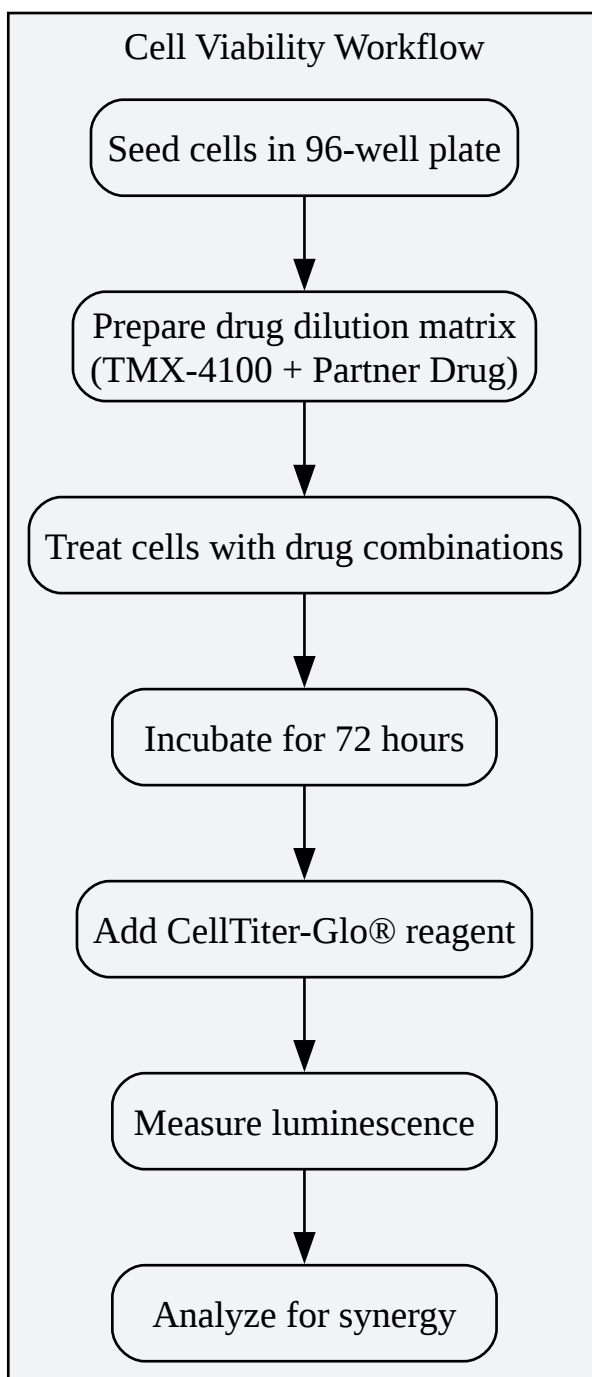 Cell Viability Workflow
Seed cells in 96-well plate
Prepare drug dilution matrix
(TMX-4100 + Partner Drug)
Treat cells with drug combinations
Incubate for 72 hours
Add CellTiter-Glo® reagent
Measure luminescence
Analyze for synergy